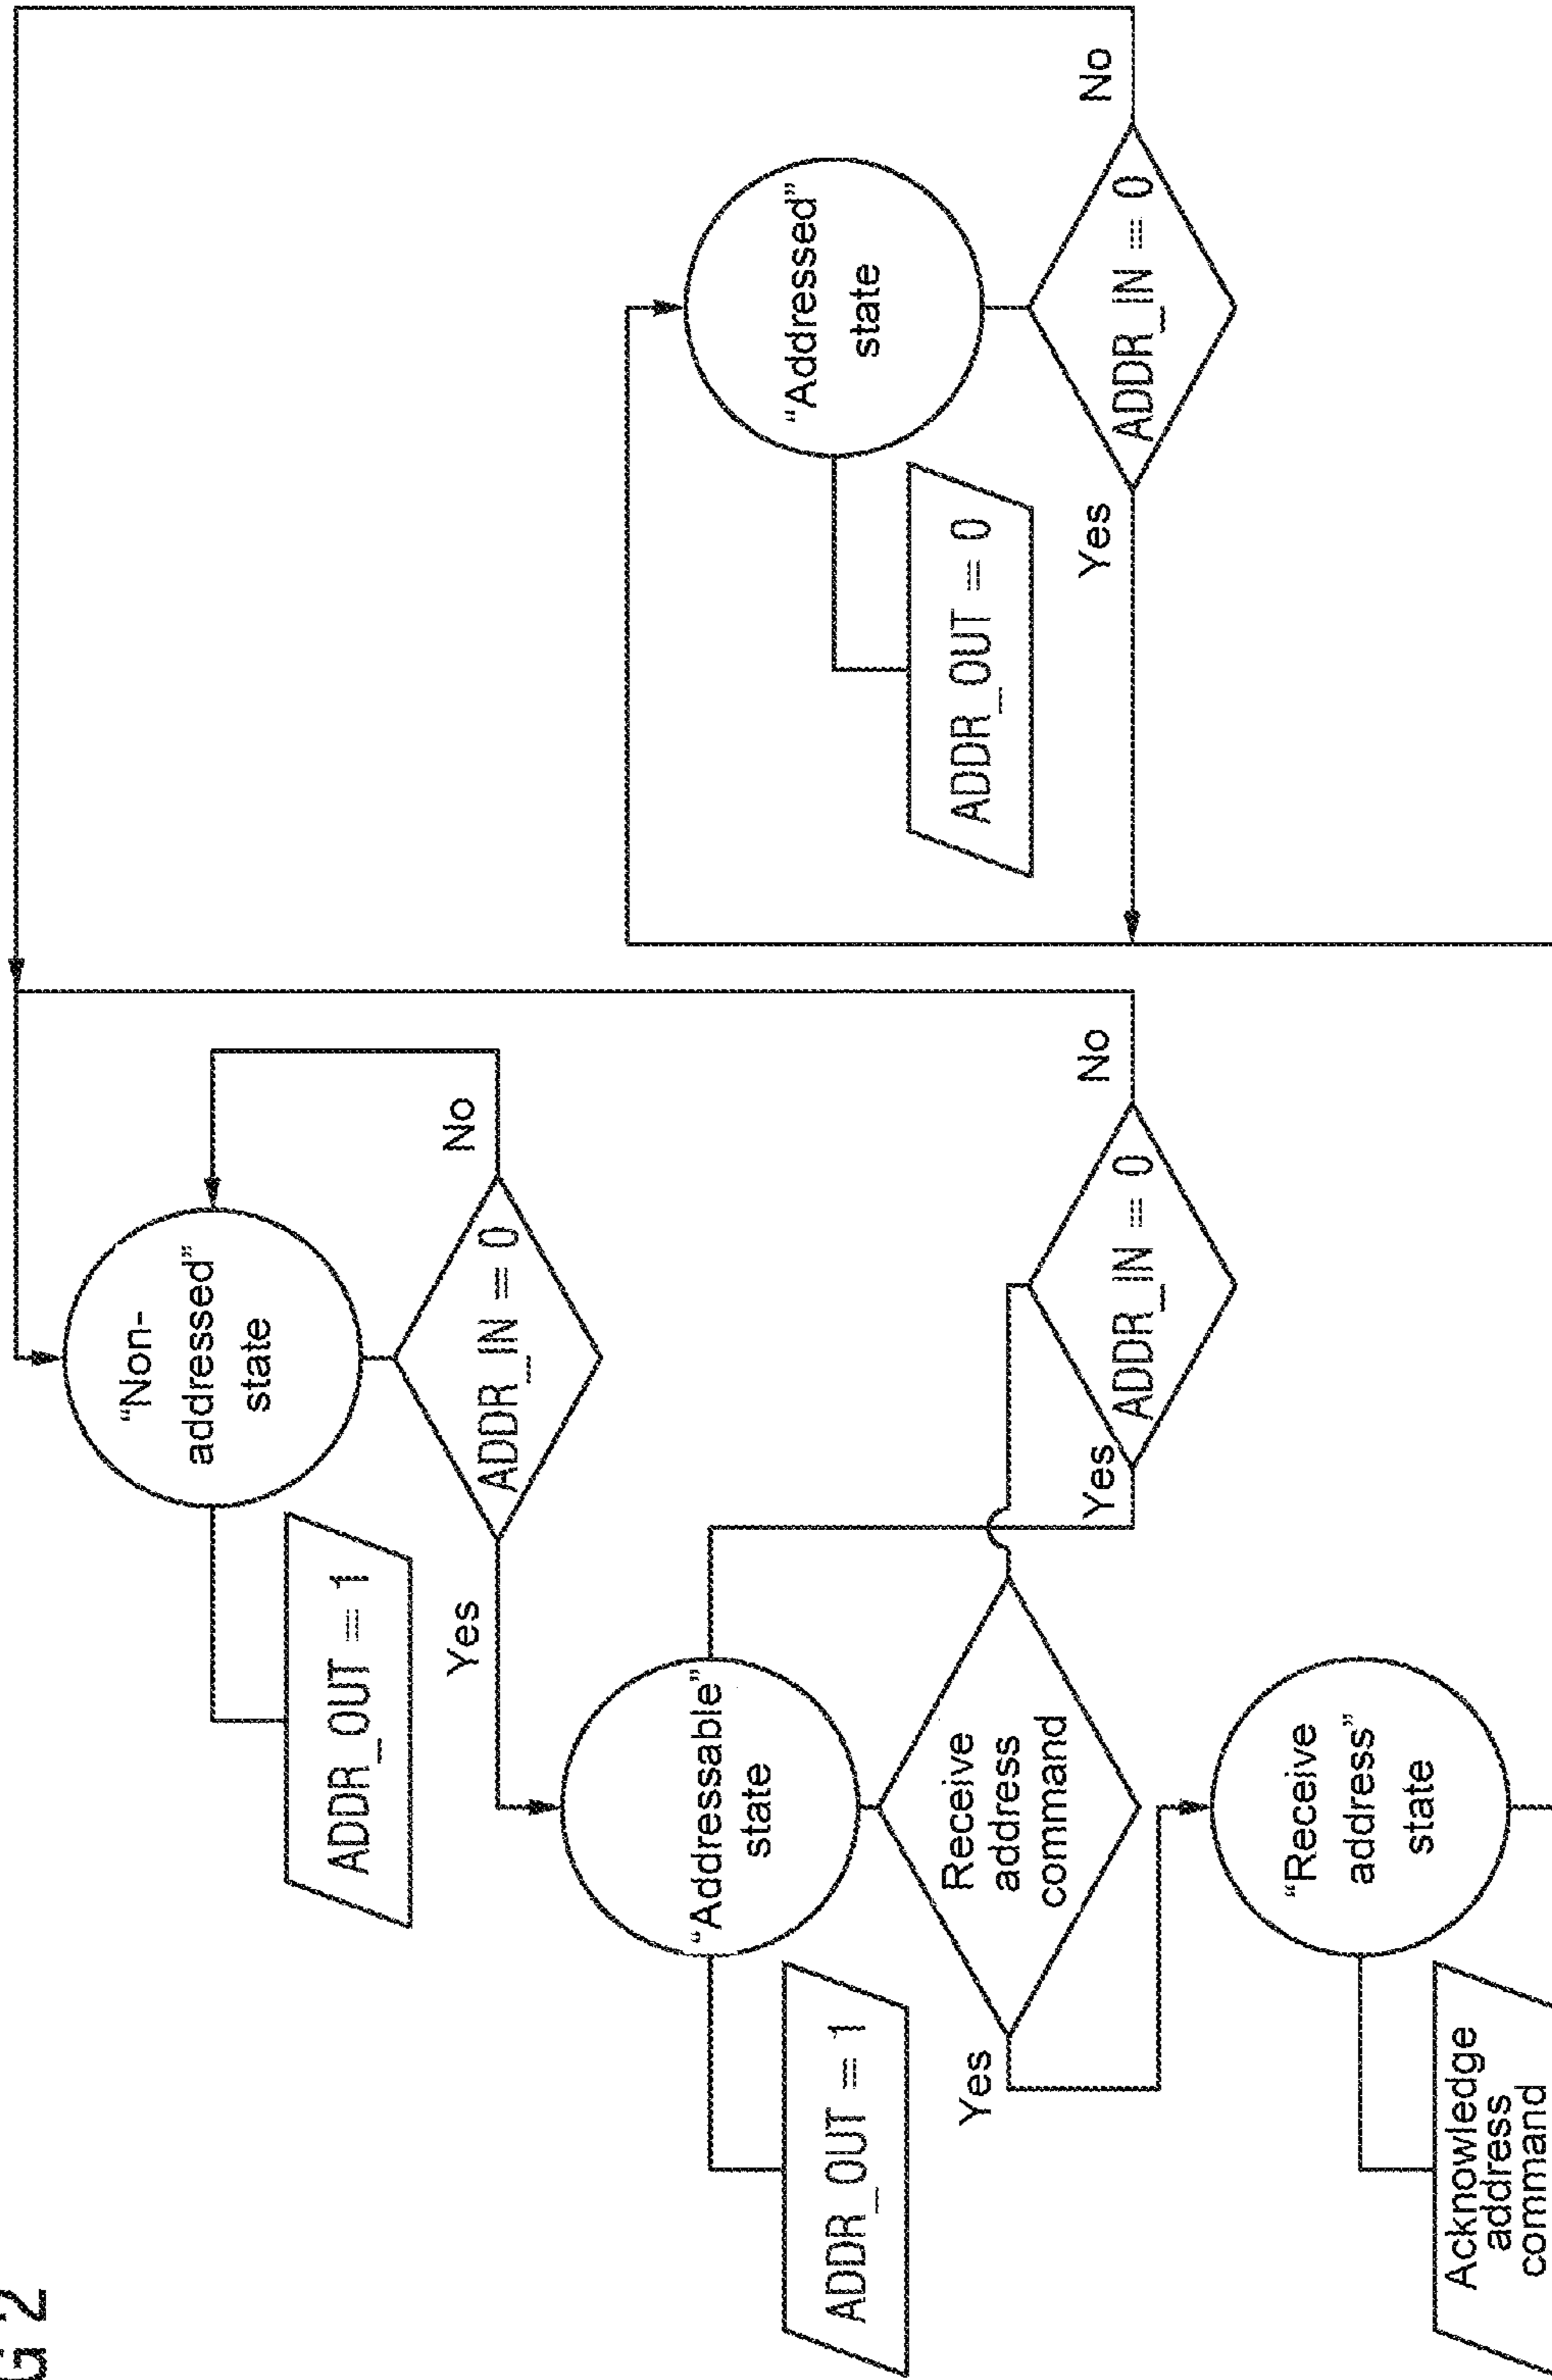 G 2
“Non-
addressed”
state
ADDR_OUT = 1
ADDR_IN = 0
No
Yes
“Addressable”
state
ADDR_OUT = 1
Receive
address
command
Yes
ADDR_IN = 0
Yes
No
“Receive
address”
state
Acknowledge
address
command
“Addressed”
state
ADDR_OUT = 0
ADDR_IN = 0
Yes
No